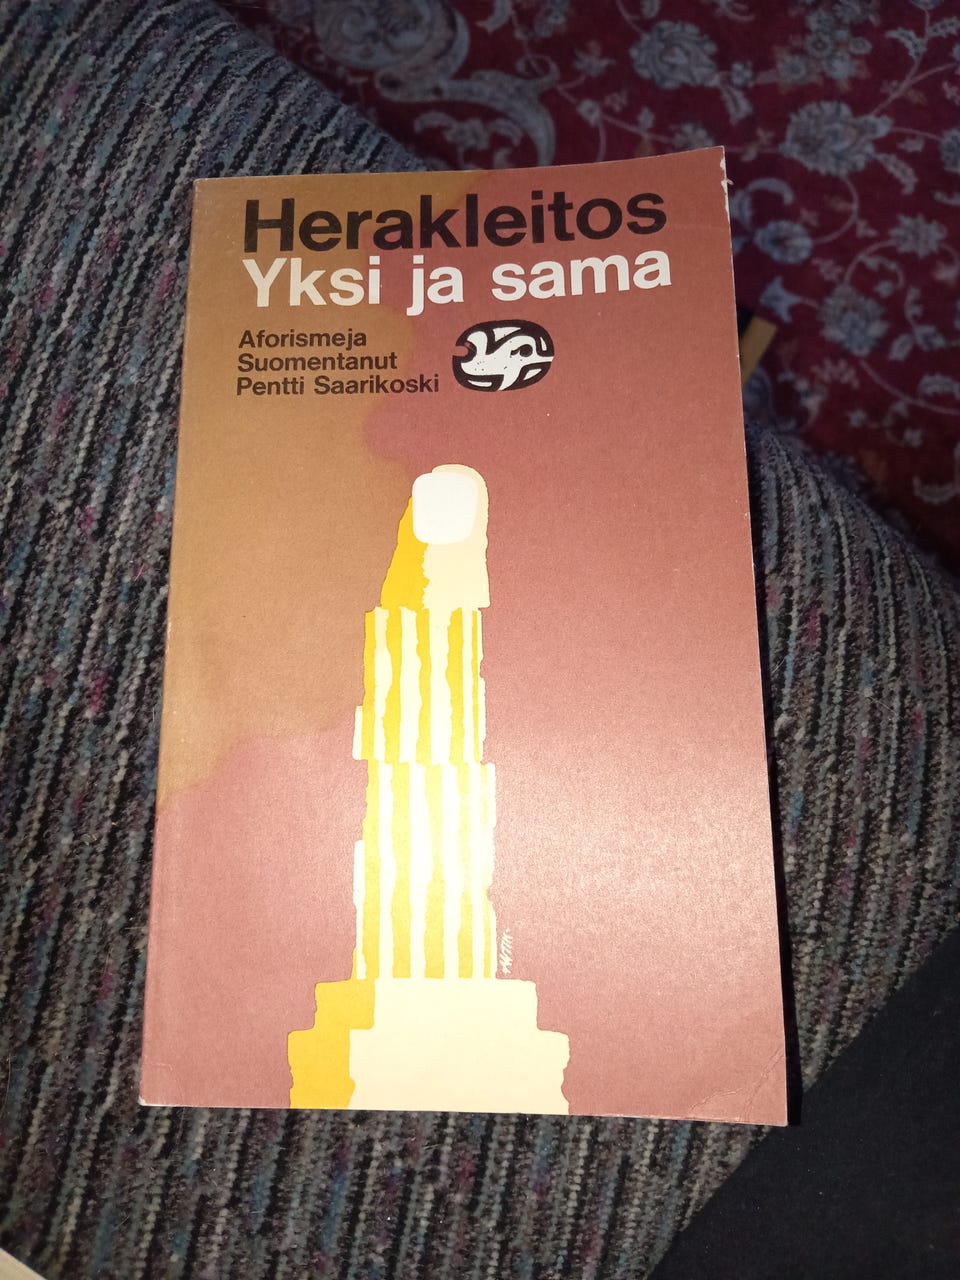 Herakleitos
Yksi ja sama
Aforismeja
Suomentanut
Pentti Saarikoski